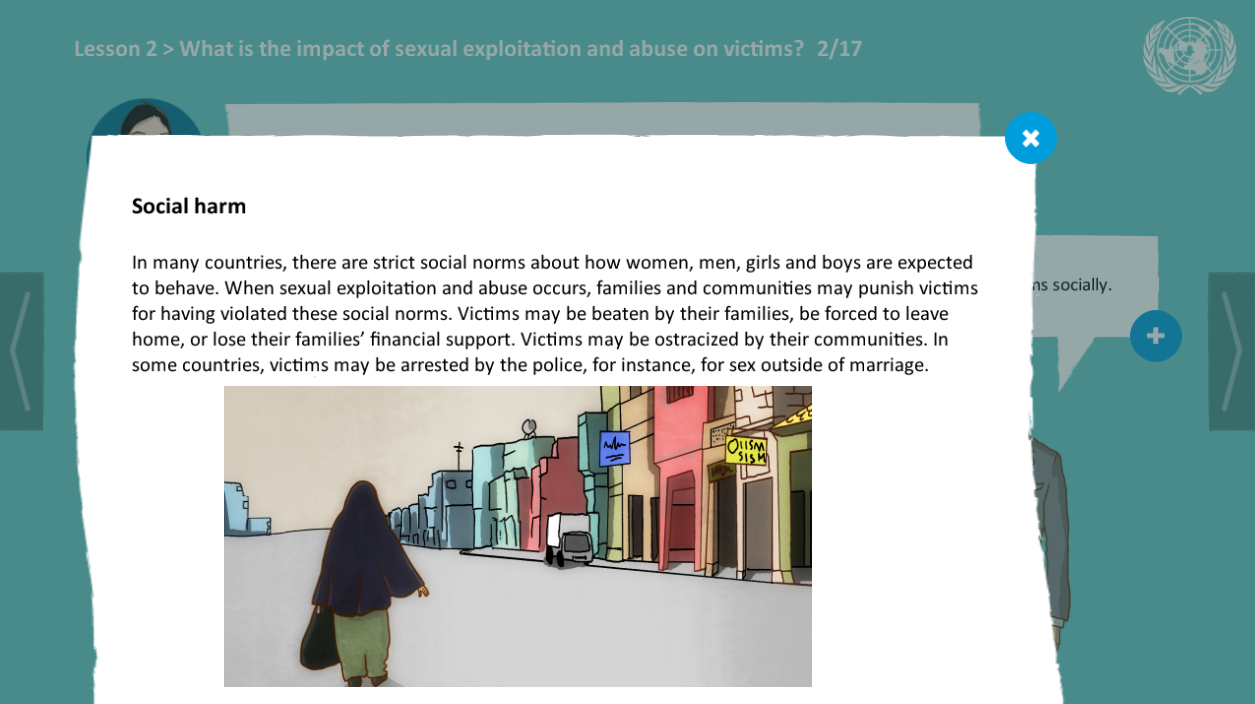 Lesson 2 > What is the impact of sexual exploitation and abuse on victims? 2/17
Social harm
In many countries, there are strict social norms about how women, men, girls and boys are expected
to behave. When sexual exploitation and abuse occurs, families and communities may punish victims
for having violated these social norms. Victims may be beaten by their families, be forced to leave
home, or lose their families’ financial support. Victims may be ostracized by their communities. In
some countries, victims may be arrested by the police, for instance, for sex outside of marriage.
socially.
OIISM
SISM